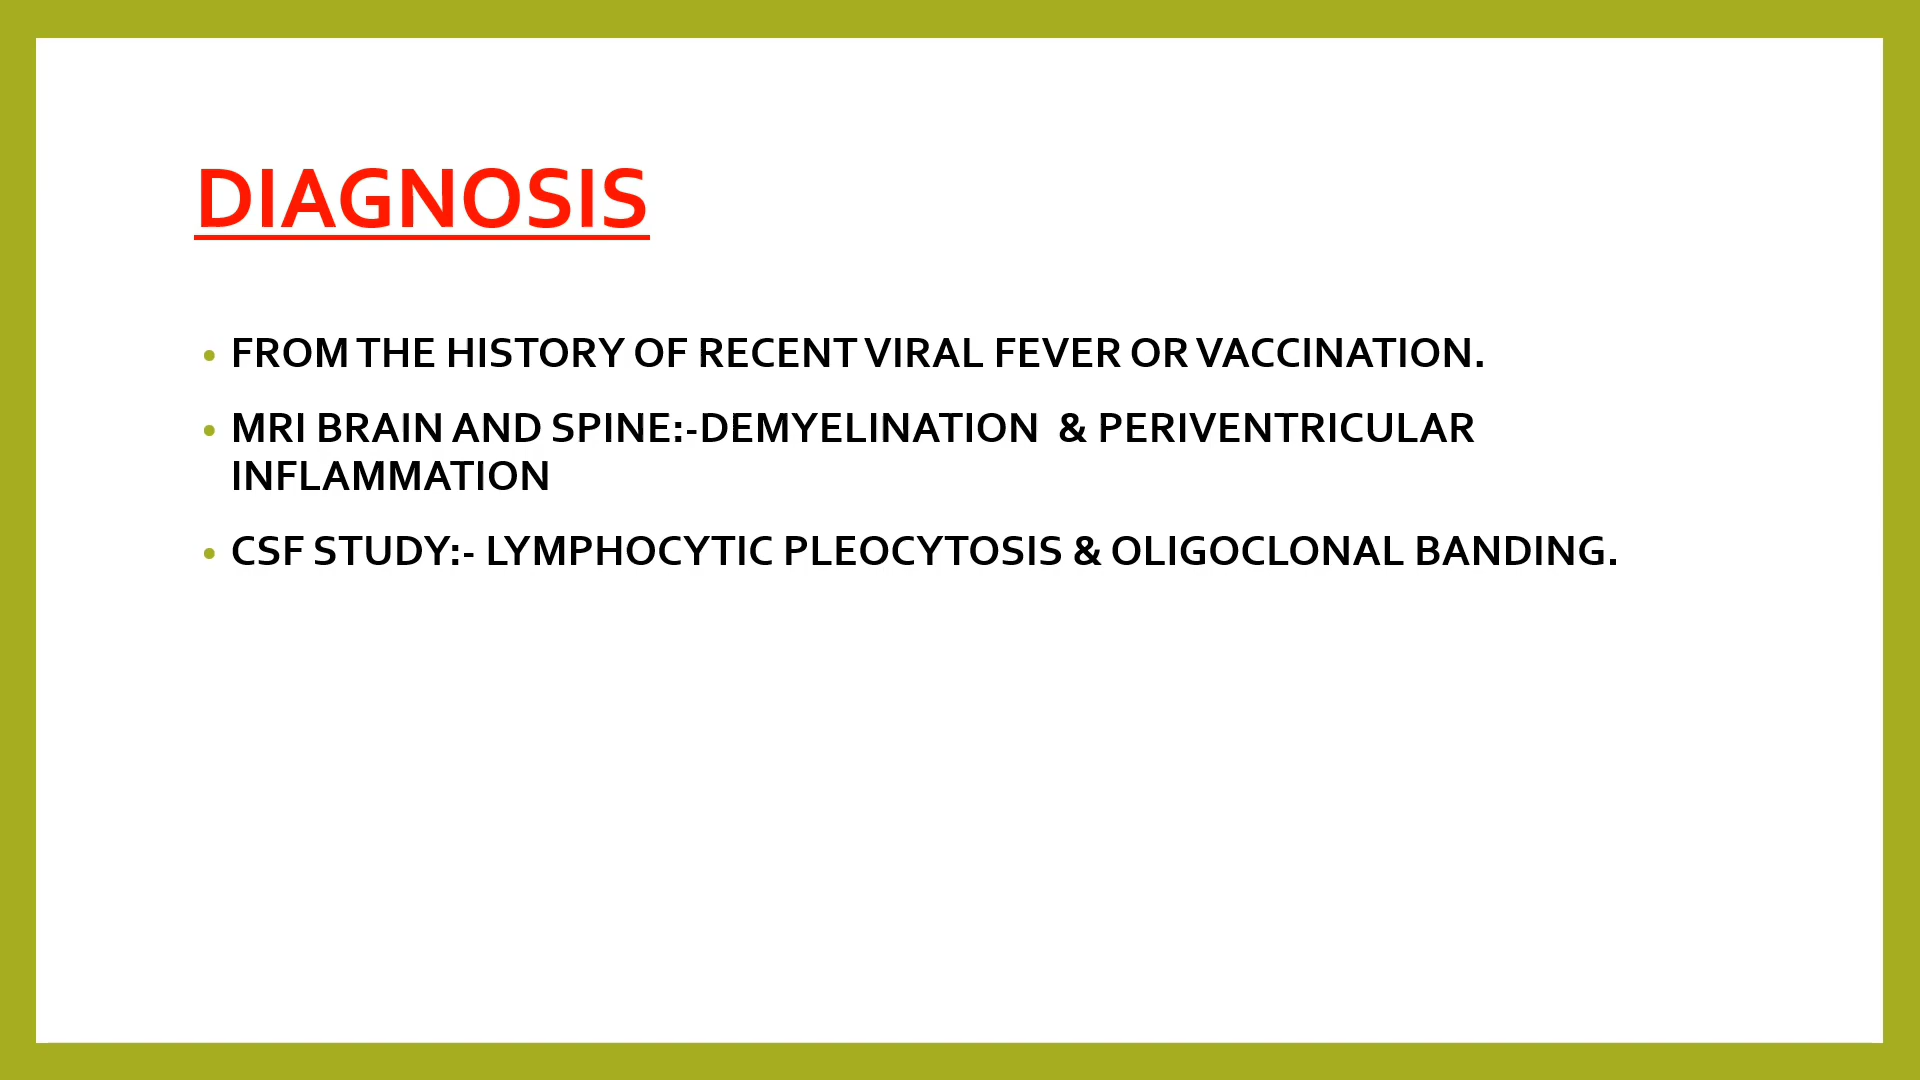 DIAGNOSIS
• FROM THE HISTORY OF RECENT VIRAL FEVER OR VACCINATION.
• MRI BRAIN AND SPINE:-DEMYELINATION  & PERIVENTRICULAR
INFLAMMATION
• CSF STUDY:- LYMPHOCYTIC PLEOCYTOSIS & OLIGOCLONAL BANDING.